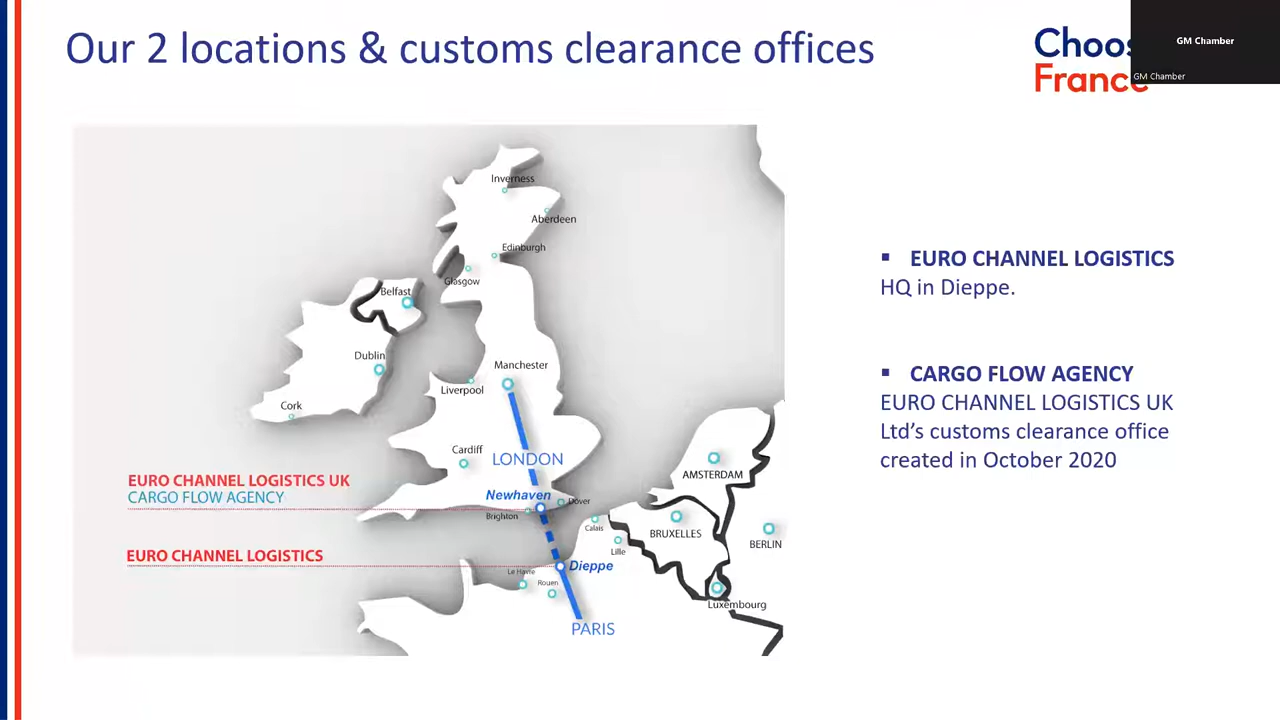 Our 2 locations & customs clearance offices
Choos
France
GM Chamber
GM Chamber
Inverness
Aberdeen
Edinburgh
Glasgow
Belfast
Dublin
Manchester
Liverpool
Cork
Cardiff
LONDON
AMSTERDAM
EURO CHANNEL LOGISTICS UK
CARGO FLOW AGENCY
Newhaven
Dover
Brighton
Calais
BRUXELLES
BERLIN
Lille
EURO CHANNEL LOGISTICS
Dieppe
Le Havre
Rouen
Luxembourg
PARIS
▪ EURO CHANNEL LOGISTICS
HQ in Dieppe.
▪ CARGO FLOW AGENCY
EURO CHANNEL LOGISTICS UK
Ltd’s customs clearance office
created in October 2020